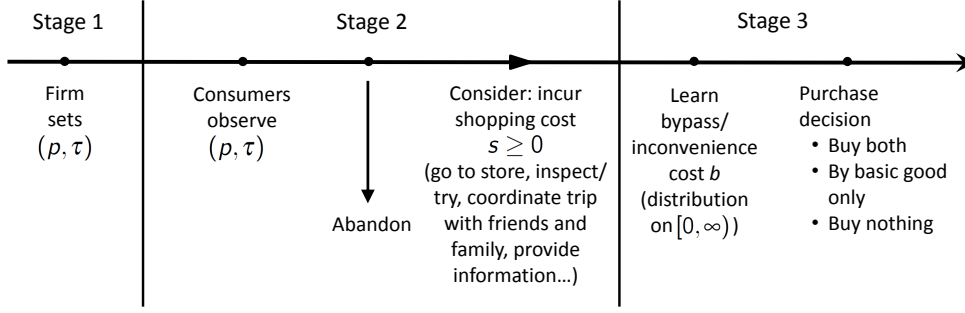 Stage 1
Stage 2
Stage 3
Firm
sets
(p, τ)
Consumers
observe
(p, τ)
Abandon
Consider: incur
shopping cost
s ≥ 0
(go to store, inspect/
try, coordinate trip
with friends and
family, provide
information…)
Learn
bypass/
inconvenience
cost b
(distribution
on [0, ∞) )
Purchase
decision
• Buy both
• By basic good
only
• Buy nothing